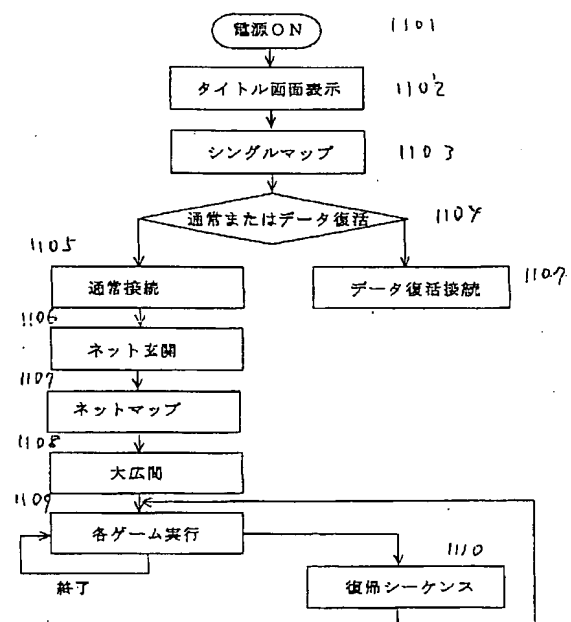 電源ON 1101
タイトル画面表示 1102
シングルマップ 1103
通常またはデータ復活 1104
1105
通常接続
データ復活接続 1107
1106
ネット玄関
1107
ネットマップ
1108
大広間
1109
各ゲーム実行
終了
1110
復帰シーケンス